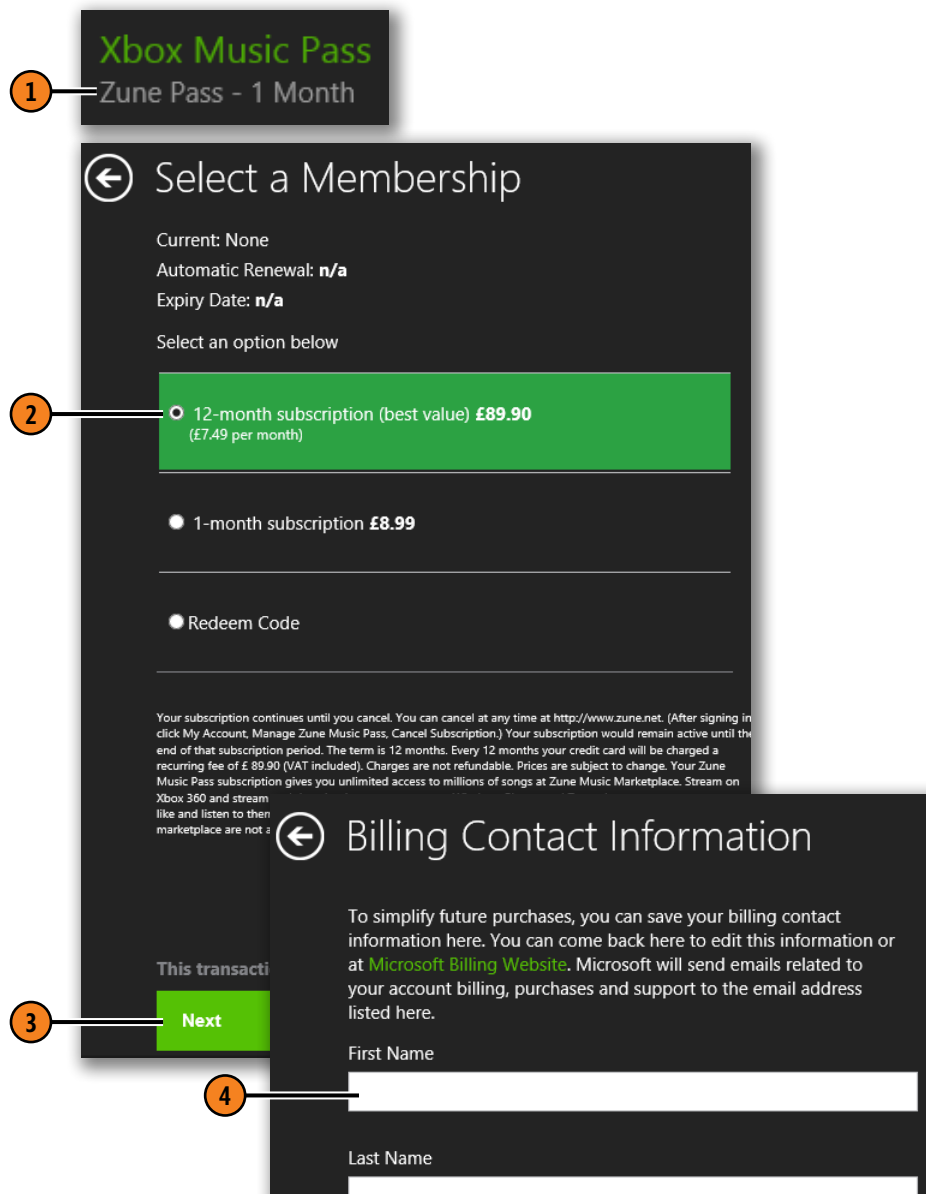 Xbox Music Pass
1
Zune Pass - 1 Month
Select a Membership
Current: None
Automatic Renewal: n/a
Expiry Date: n/a
Select an option below
2
12-month subscription (best value) £89.90
(£7.49 per month)
1-month subscription £8.99
Redeem Code
Your subscription continues until you cancel. You can cancel at any time at http://www.zune.net. (After signing in
click My Account, Manage Zune Music Pass, Cancel Subscription.) Your subscription would remain active until the
end of that subscription period. The term is 12 months. Every 12 months your credit card will be charged a
recurring fee of £ 89.90 (VAT included). Charges are not refundable. Prices are subject to change. Your Zune
Music Pass subscription gives you unlimited access to millions of songs at Zune Music Marketplace. Stream on
Xbox 360 and stream
like and listen to them
marketplace are not a
Billing Contact Information
To simplify future purchases, you can save your billing contact
information here. You can come back here to edit this information or
at Microsoft Billing Website. Microsoft will send emails related to
your account billing, purchases and support to the email address
listed here.
This transacti
3
Next
First Name
4
Last Name